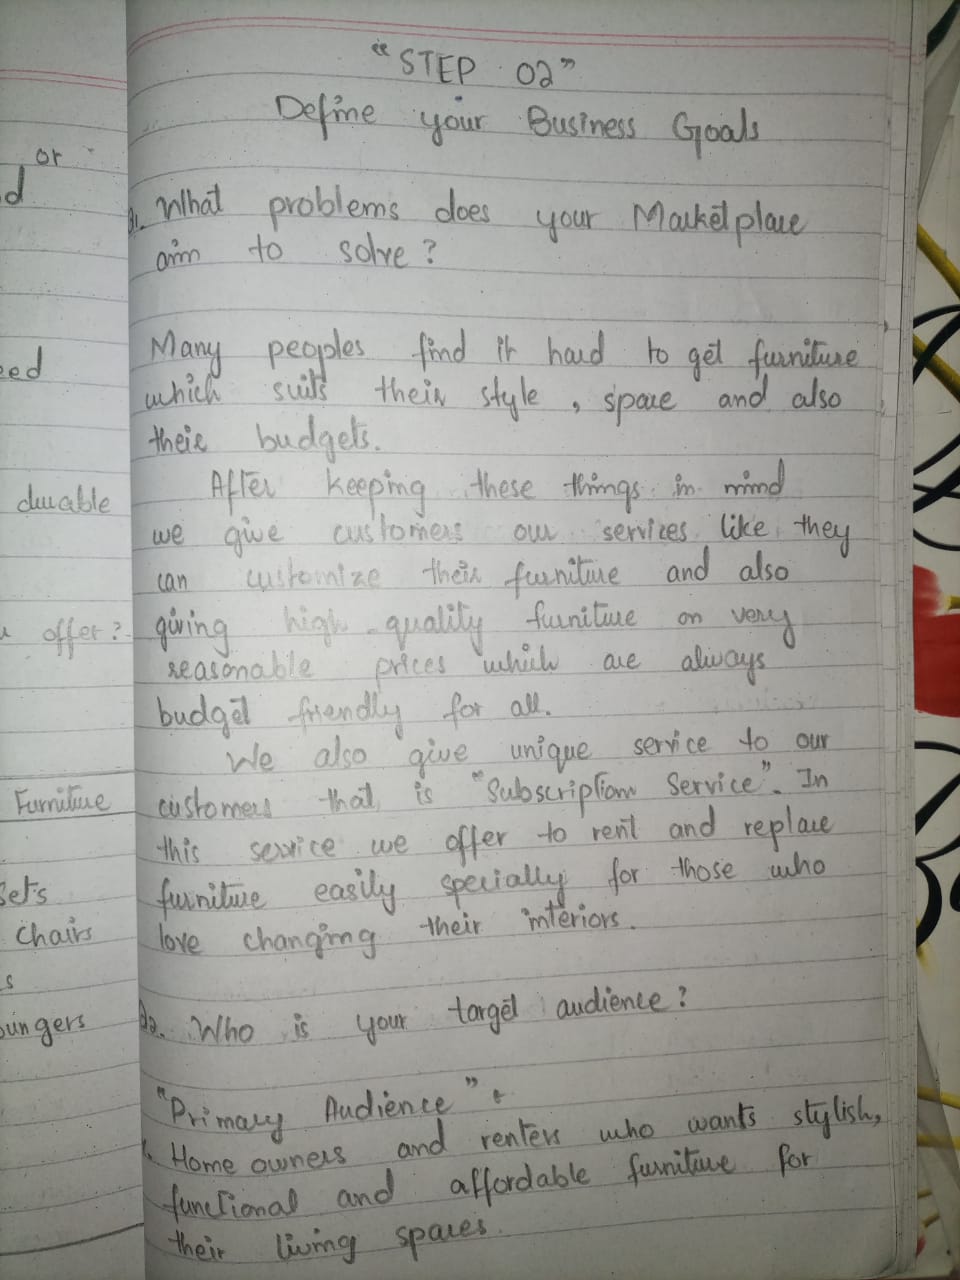 or
d
eed
durable
offer?
Furniture
Sets
Chairs
s
oungers
"STEP 02"
Define your Business Goals
Q1. What problems does your Marketplace
aim to solve?
Many peoples find it hard to get furniture
which suits their style, space and also
their budgets.
After keeping these things in mind
we give customers our services like they
can customize their furniture and also
giving high-quality furniture on very
reasonable prices which are always
budget friendly for all.
We also give unique service to our
customers that is "Subscription Service". In
this service we offer to rent and replace
furniture easily specially for those who
love changing their interiors.
Q2. Who is your target audience?
"Primary Audience"
Home owners and renters who wants stylish,
functional and affordable furniture for
their living spaces.